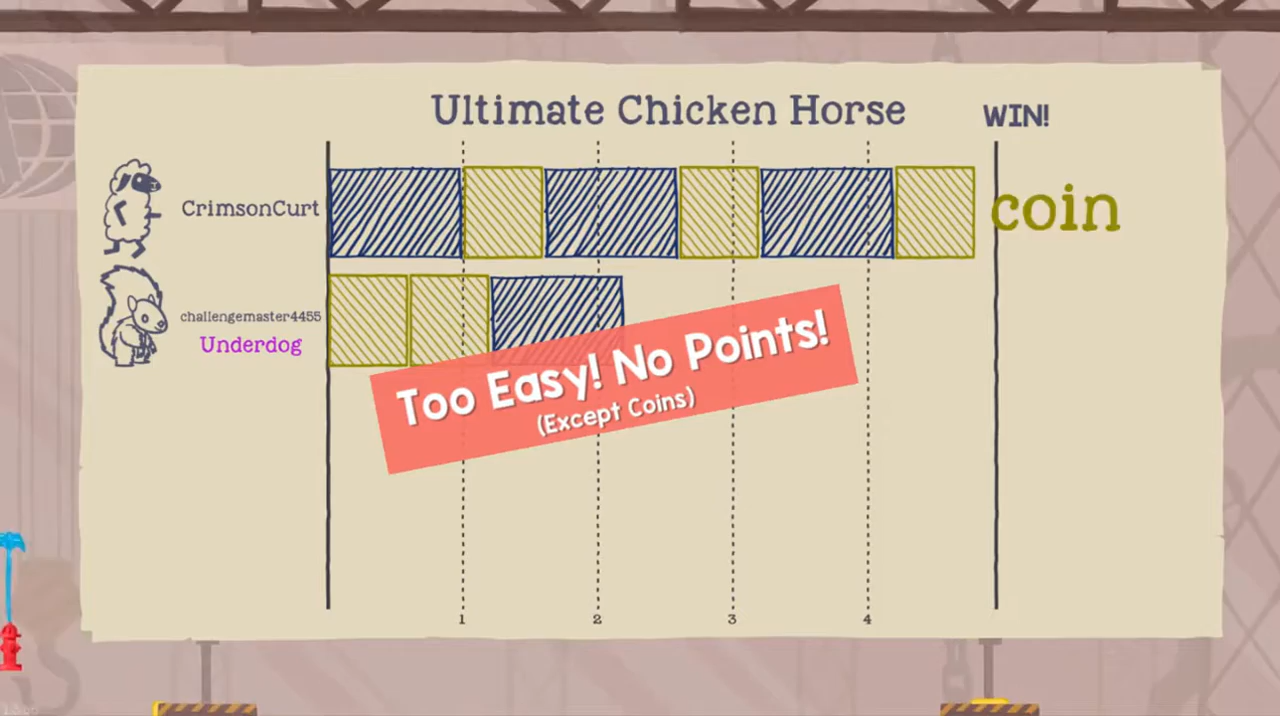 Ultimate Chicken Horse
WIN!
CrimsonCurt
coin
challengemaster4455
Underdog
Too Easy! No Points!
(Except Coins)
1 2 3 4